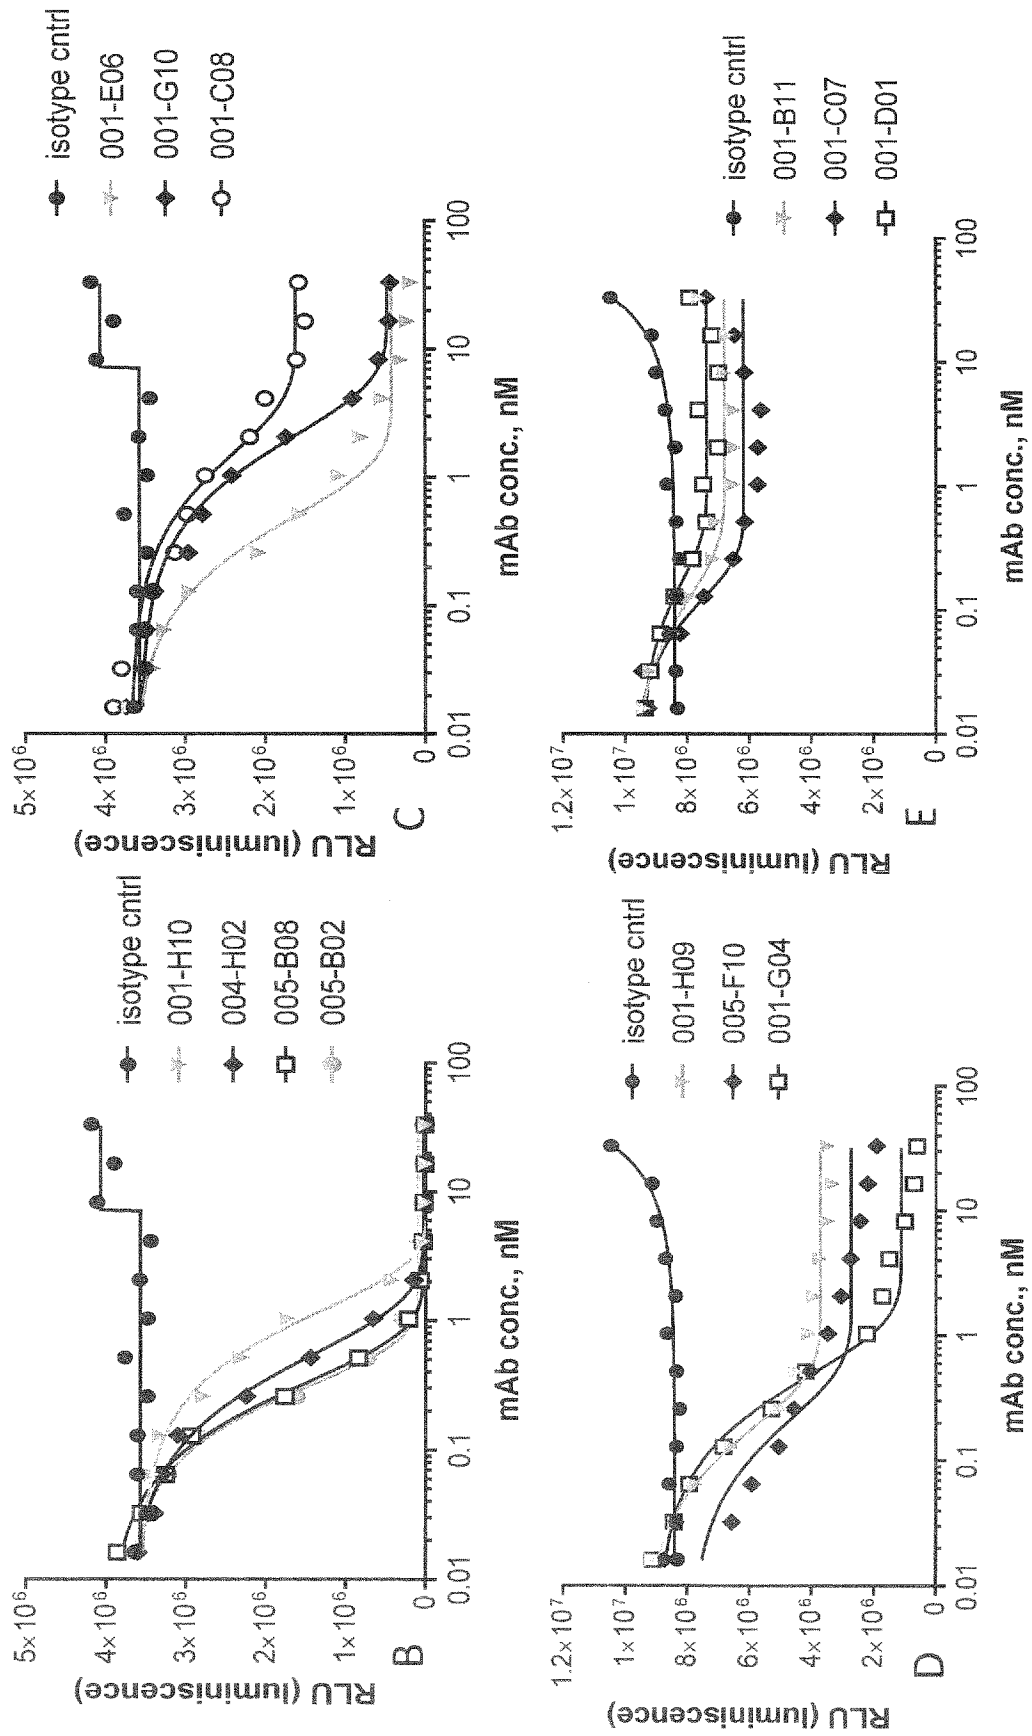 5×10⁶
4×10⁶
3×10⁶
2×10⁶
1×10⁶
0
RLU (luminiscence)
0.01
0.1
1
10
100
mAb conc., nM
B
isotype cntrl
001-H10
004-H02
005-B08
005-B02
5×10⁶
4×10⁶
3×10⁶
2×10⁶
1×10⁶
0
RLU (luminiscence)
0.01
0.1
1
10
100
mAb conc., nM
C
isotype cntrl
001-E06
001-G10
001-C08
1.2×10⁷
1×10⁷
8×10⁶
6×10⁶
4×10⁶
2×10⁶
0
RLU (luminiscence)
0.01
0.1
1
10
100
mAb conc., nM
D
isotype cntrl
001-H09
005-F10
001-G04
1.2×10⁷
1×10⁷
8×10⁶
6×10⁶
4×10⁶
2×10⁶
0
RLU (luminiscence)
0.01
0.1
1
10
100
mAb conc., nM
E
isotype cntrl
001-B11
001-C07
001-D01